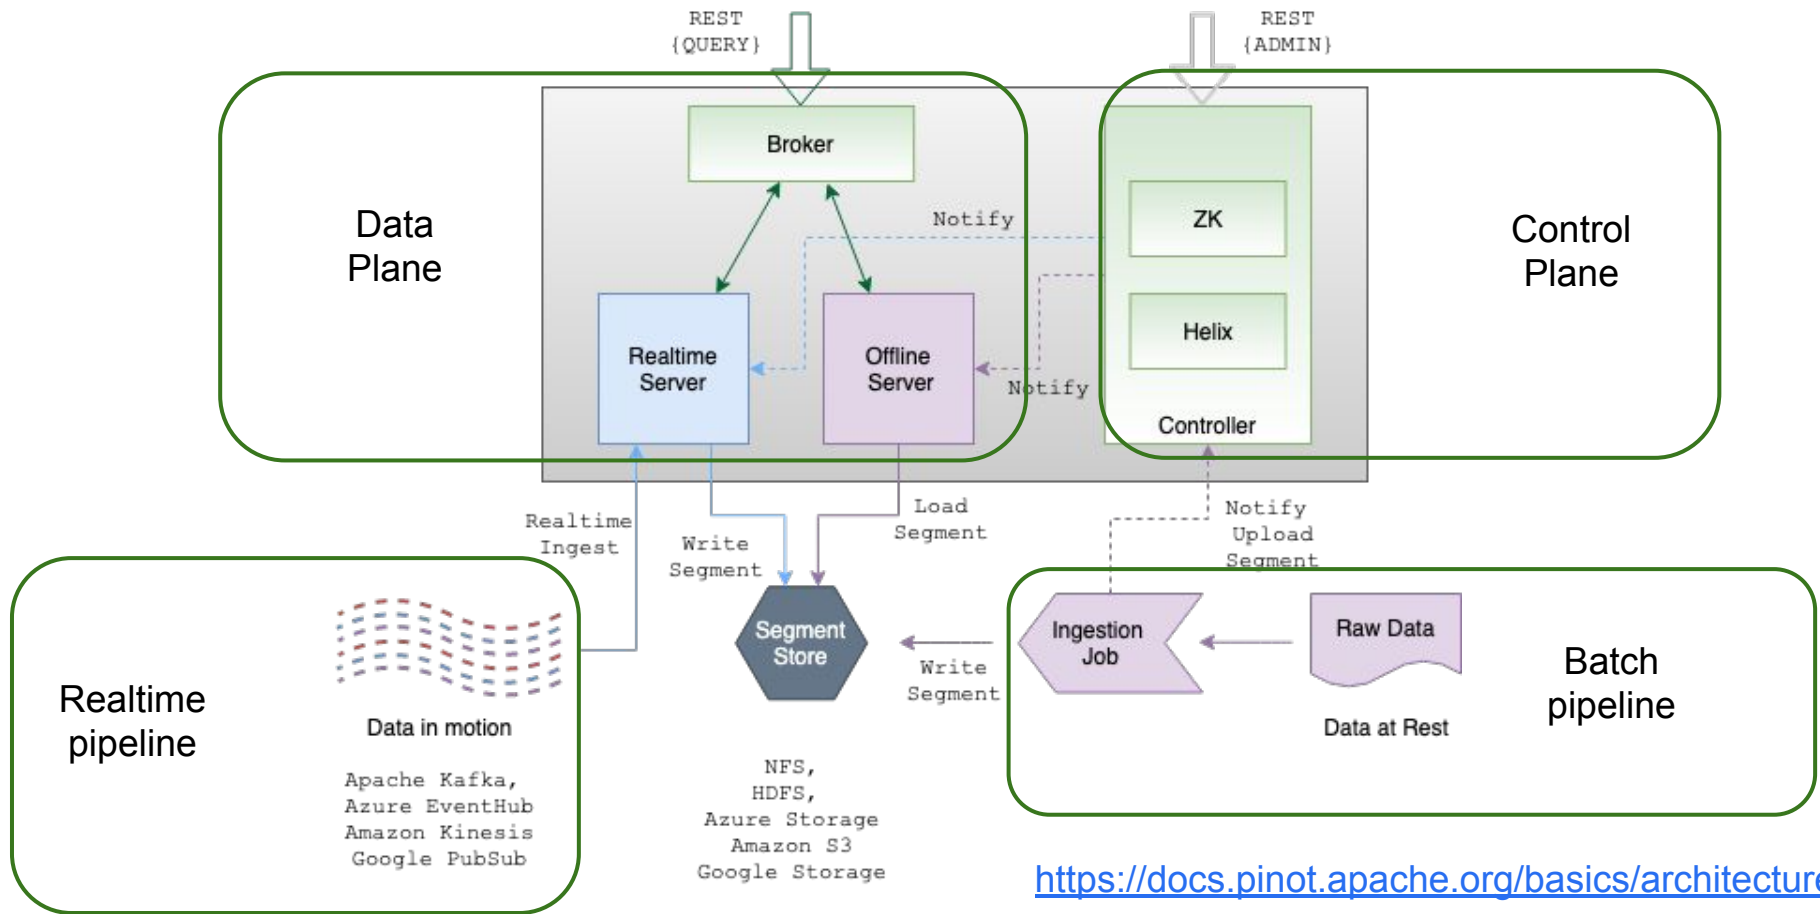 REST
{QUERY}
REST
{ADMIN}
Broker
Data
Plane
Notify
ZK
Control
Plane
Realtime
Server
Offline
Server
Helix
Notify
Controller
Realtime
Ingest
Write
Segment
Load
Segment
Notify
Upload
Segment
Realtime
pipeline
Data in motion
Apache Kafka,
Azure EventHub
Amazon Kinesis
Google PubSub
Segment
Store
NFS,
HDFS,
Azure Storage
Amazon S3
Google Storage
Write
Segment
Ingestion
Job
Raw Data
Data at Rest
Batch
pipeline
https://docs.pinot.apache.org/basics/architecture